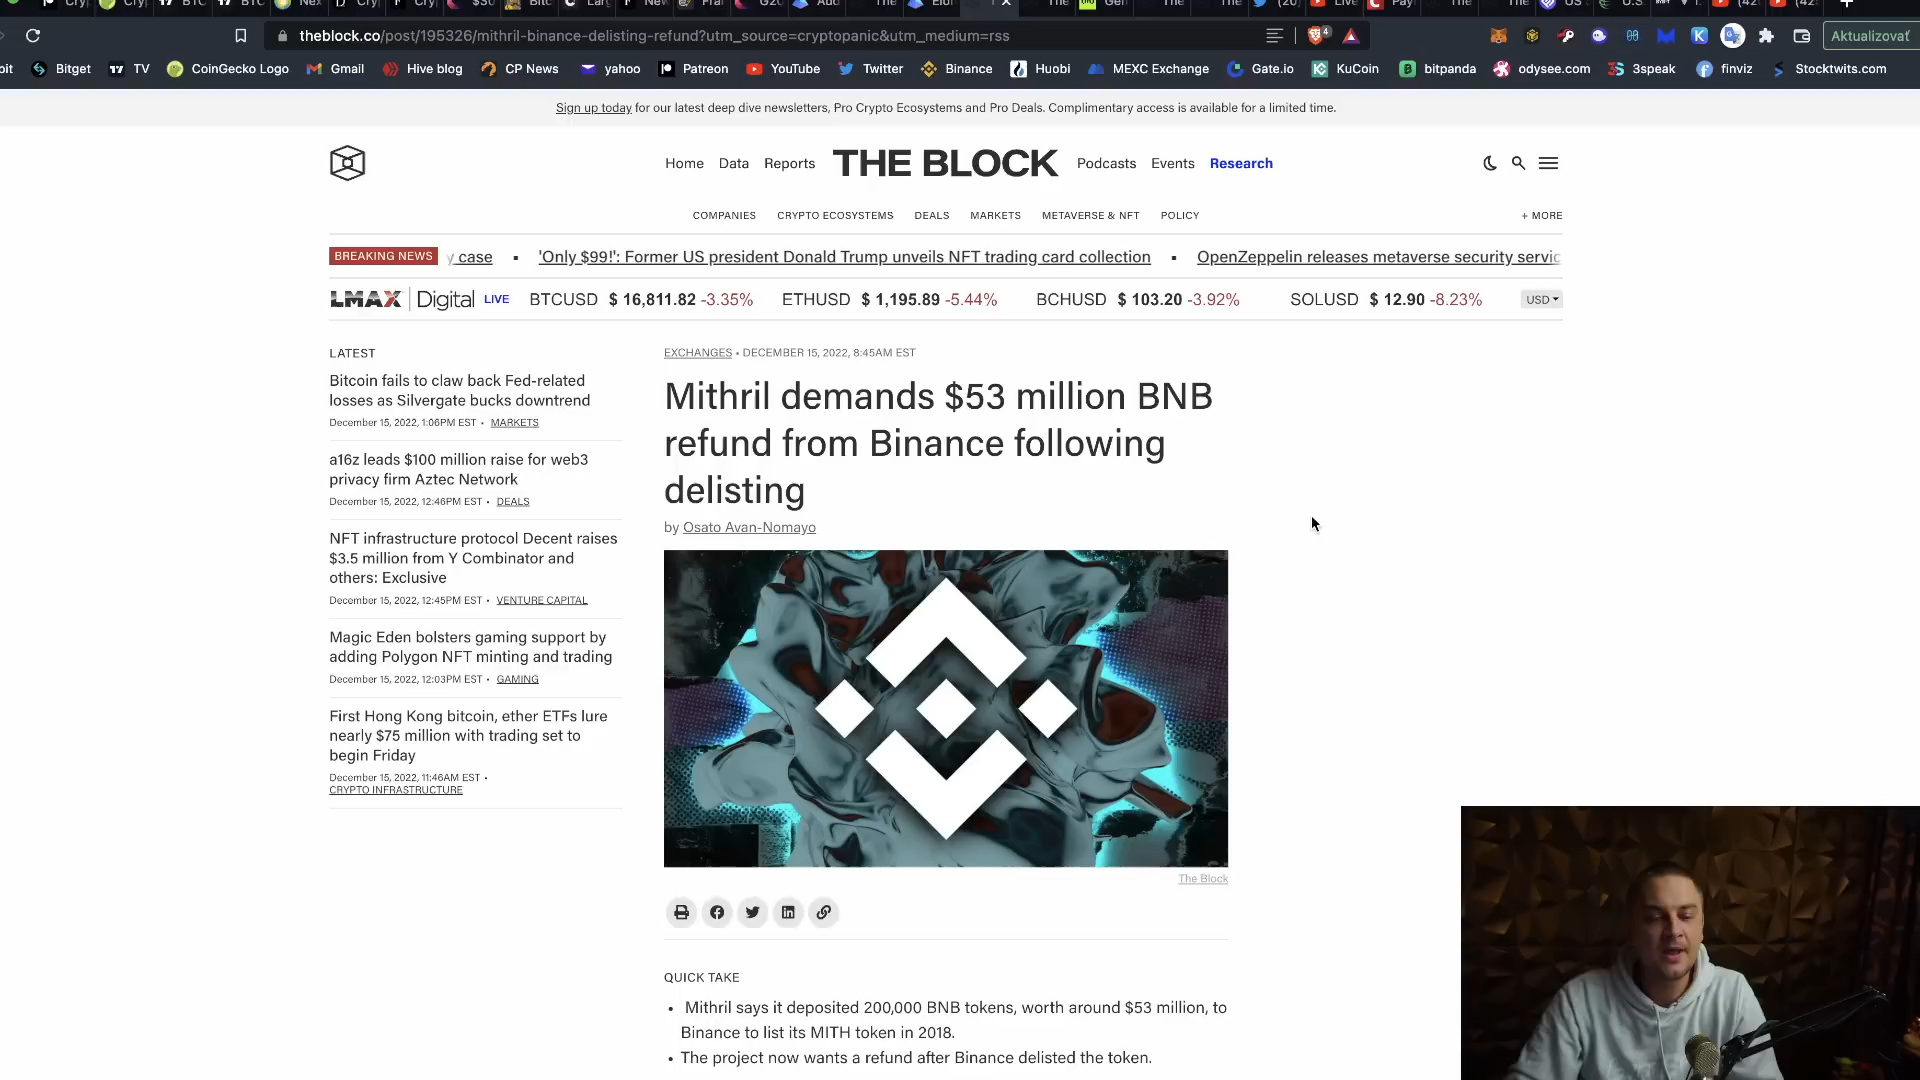 theblock.co/post/195326/mithril-binance-delisting-refund?utm_source=cryptopanic&utm_medium=rss
4
Aktualizovať
Bitget
TV
CoinGecko Logo
Gmail
Hive blog
CP News
yahoo
Patreon
YouTube
Twitter
Binance
Huobi
MEXC Exchange
Gate.io
KuCoin
bitpanda
odysee.com
3speak
finviz
Stocktwits.com
Sign up today for our latest deep dive newsletters, Pro Crypto Ecosystems and Pro Deals. Complimentary access is available for a limited time.
Home Data Reports THE BLOCK Podcasts Events Research
COMPANIES CRYPTO ECOSYSTEMS DEALS MARKETS METAVERSE & NFT POLICY + MORE
BREAKING NEWS y case ▪ 'Only $99!': Former US president Donald Trump unveils NFT trading card collection ▪ OpenZeppelin releases metaverse security servic
LMAX Digital LIVE BTCUSD $ 16,811.82 -3.35% ETHUSD $ 1,195.89 -5.44% BCHUSD $ 103.20 -3.92% SOLUSD $ 12.90 -8.23% USD
LATEST
Bitcoin fails to claw back Fed-related
losses as Silvergate bucks downtrend
December 15, 2022, 1:06PM EST • MARKETS
a16z leads $100 million raise for web3
privacy firm Aztec Network
December 15, 2022, 12:46PM EST • DEALS
NFT infrastructure protocol Decent raises
$3.5 million from Y Combinator and
others: Exclusive
December 15, 2022, 12:45PM EST • VENTURE CAPITAL
Magic Eden bolsters gaming support by
adding Polygon NFT minting and trading
December 15, 2022, 12:03PM EST • GAMING
First Hong Kong bitcoin, ether ETFs lure
nearly $75 million with trading set to
begin Friday
December 15, 2022, 11:46AM EST •
CRYPTO INFRASTRUCTURE
EXCHANGES • DECEMBER 15, 2022, 8:45AM EST
Mithril demands $53 million BNB
refund from Binance following
delisting
by Osato Avan-Nomayo
The Block
QUICK TAKE
• Mithril says it deposited 200,000 BNB tokens, worth around $53 million, to
Binance to list its MITH token in 2018.
• The project now wants a refund after Binance delisted the token.